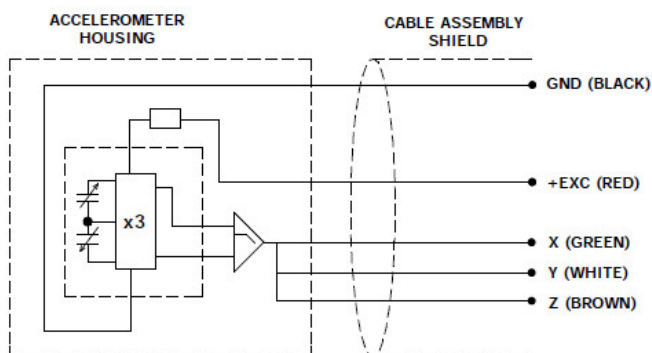 ACCELEROMETER
HOUSING
CABLE ASSEMBLY
SHIELD
GND (BLACK)
+EXC (RED)
x3
X (GREEN)
Y (WHITE)
Z (BROWN)